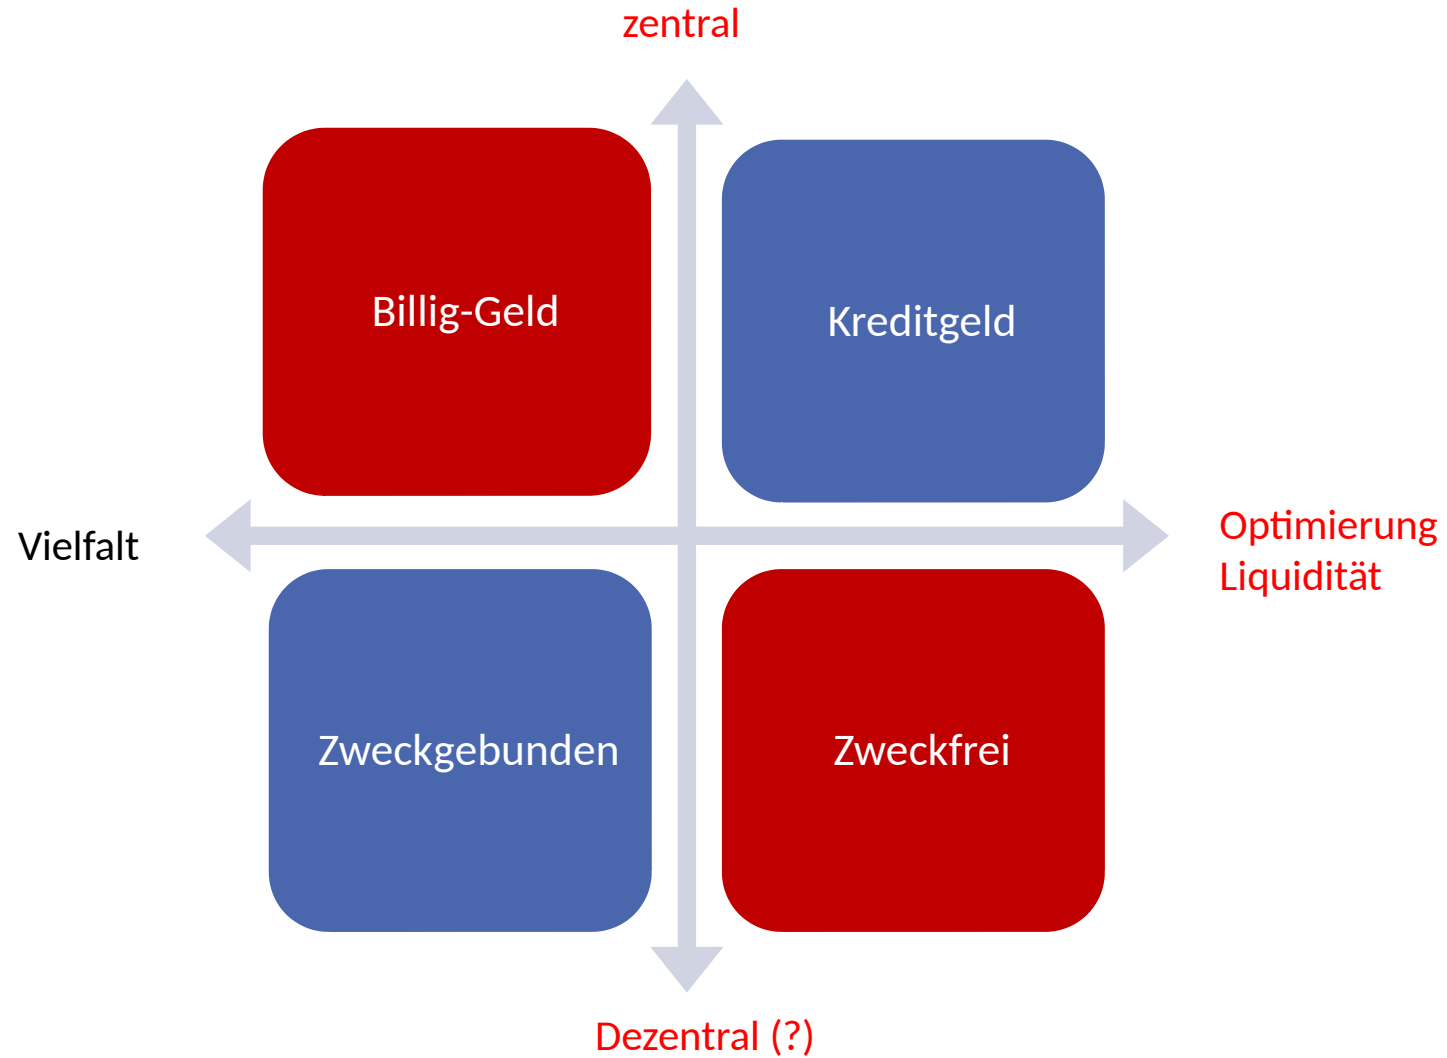 zentral
Billig-Geld
Kreditgeld
Vielfalt
Optimierung
Liquidität
Zweckgebunden
Zweckfrei
Dezentral (?)